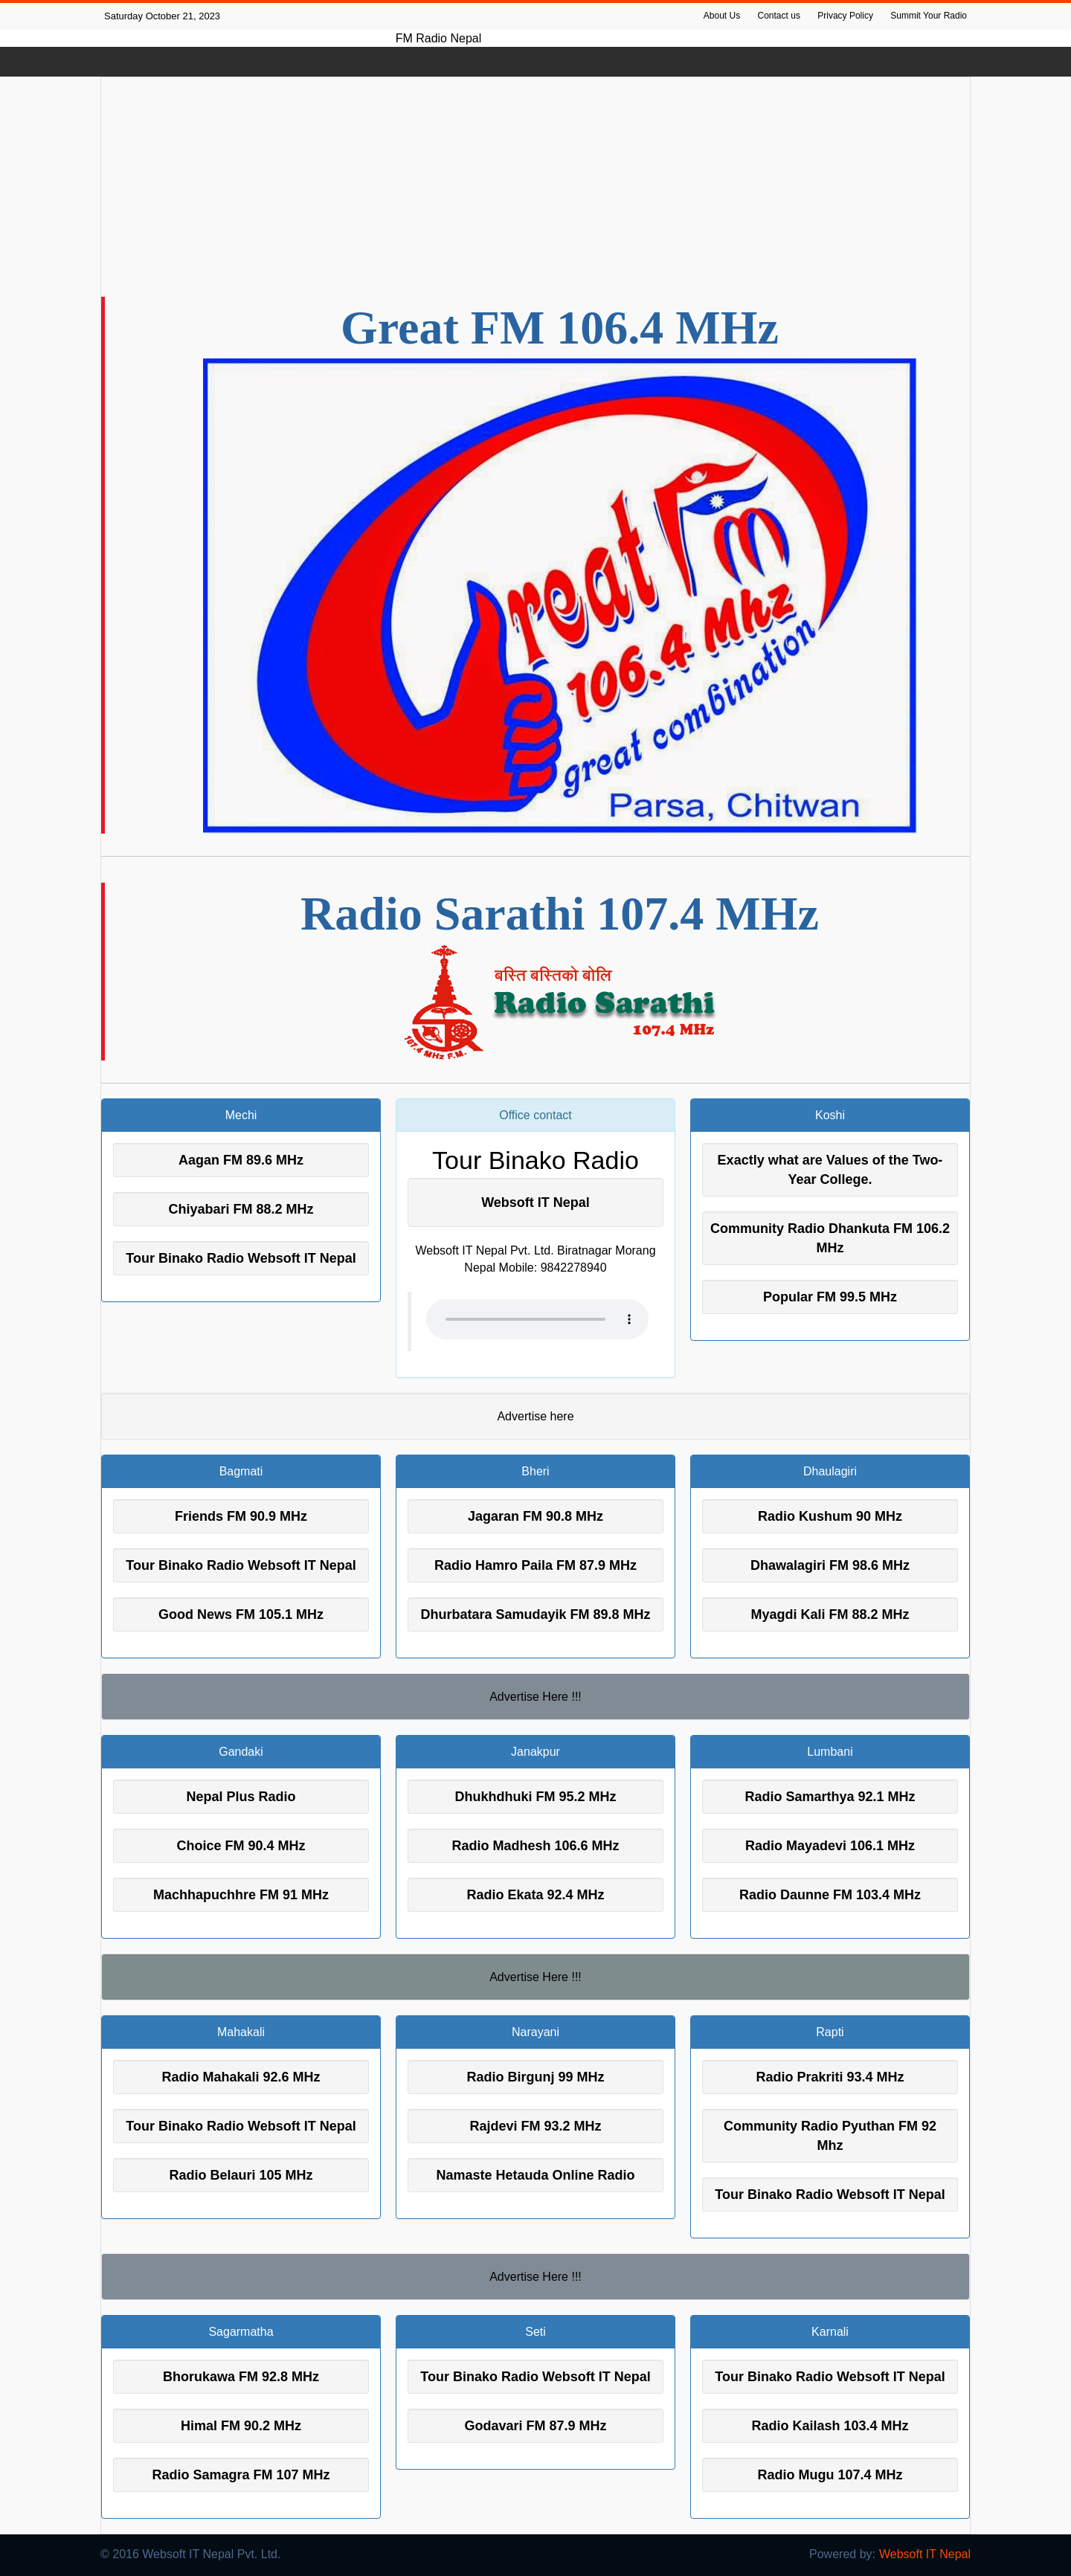 Saturday October 21, 2023
About Us Contact us Privacy Policy Summit Your Radio
FM Radio Nepal
Great FM 106.4 MHz
Great Fm
106.4 Mhz
great combination
Parsa, Chitwan
Radio Sarathi 107.4 MHz
बस्ति बस्तिको बोलि
Radio Sarathi
107.4 MHz
107.4 MHz F.M.
Mechi
Aagan FM 89.6 MHz
Chiyabari FM 88.2 MHz
Tour Binako Radio Websoft IT Nepal
Office contact
Tour Binako Radio
Websoft IT Nepal
Websoft IT Nepal Pvt. Ltd. Biratnagar Morang
Nepal Mobile: 9842278940
Koshi
Exactly what are Values of the Two-
Year College.
Community Radio Dhankuta FM 106.2
MHz
Popular FM 99.5 MHz
Advertise here
Bagmati
Friends FM 90.9 MHz
Tour Binako Radio Websoft IT Nepal
Good News FM 105.1 MHz
Bheri
Jagaran FM 90.8 MHz
Radio Hamro Paila FM 87.9 MHz
Dhurbatara Samudayik FM 89.8 MHz
Dhaulagiri
Radio Kushum 90 MHz
Dhawalagiri FM 98.6 MHz
Myagdi Kali FM 88.2 MHz
Advertise Here !!!
Gandaki
Nepal Plus Radio
Choice FM 90.4 MHz
Machhapuchhre FM 91 MHz
Janakpur
Dhukhdhuki FM 95.2 MHz
Radio Madhesh 106.6 MHz
Radio Ekata 92.4 MHz
Lumbani
Radio Samarthya 92.1 MHz
Radio Mayadevi 106.1 MHz
Radio Daunne FM 103.4 MHz
Advertise Here !!!
Mahakali
Radio Mahakali 92.6 MHz
Tour Binako Radio Websoft IT Nepal
Radio Belauri 105 MHz
Narayani
Radio Birgunj 99 MHz
Rajdevi FM 93.2 MHz
Namaste Hetauda Online Radio
Rapti
Radio Prakriti 93.4 MHz
Community Radio Pyuthan FM 92
Mhz
Tour Binako Radio Websoft IT Nepal
Advertise Here !!!
Sagarmatha
Bhorukawa FM 92.8 MHz
Himal FM 90.2 MHz
Radio Samagra FM 107 MHz
Seti
Tour Binako Radio Websoft IT Nepal
Godavari FM 87.9 MHz
Karnali
Tour Binako Radio Websoft IT Nepal
Radio Kailash 103.4 MHz
Radio Mugu 107.4 MHz
© 2016 Websoft IT Nepal Pvt. Ltd.
Powered by: Websoft IT Nepal